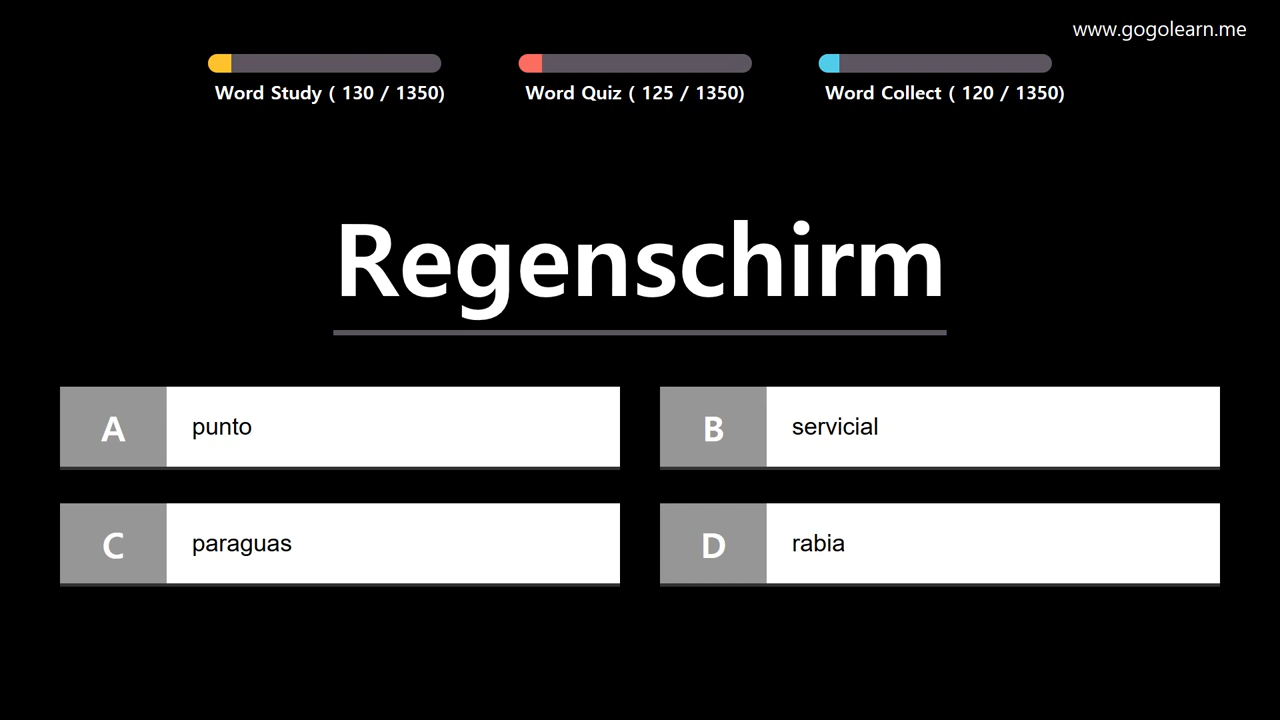 www.gogolearn.me
Word Study ( 130 / 1350)
Word Quiz ( 125 / 1350)
Word Collect ( 120 / 1350)
Regenschirm
A
punto
B
servicial
C
paraguas
D
rabia